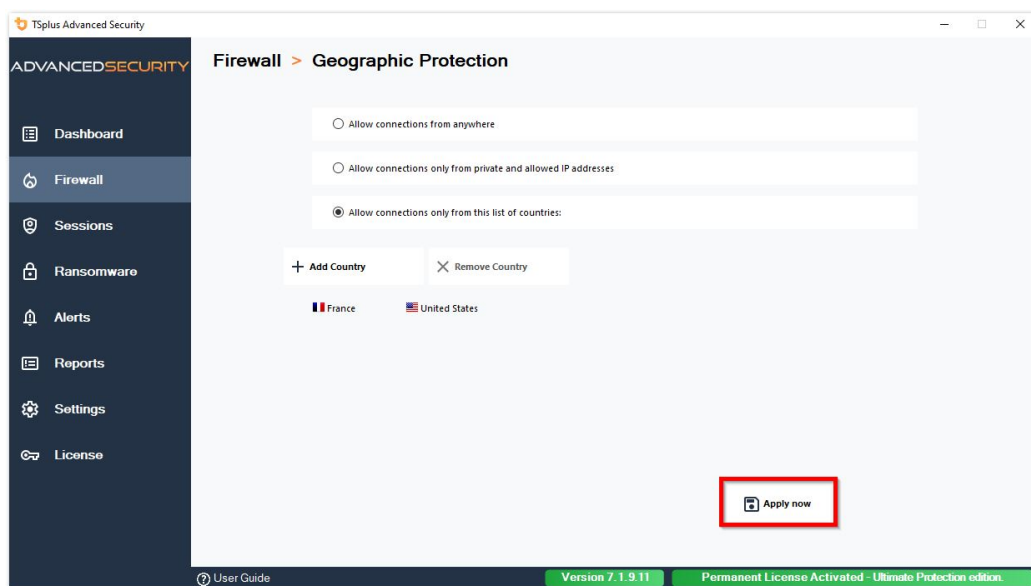 TSplus Advanced Security
ADVANCEDSECURITY
Firewall > Geographic Protection
Dashboard
Firewall
Sessions
Ransomware
Alerts
Reports
Settings
License
Allow connections from anywhere
Allow connections only from private and allowed IP addresses
Allow connections only from this list of countries:
Add Country
Remove Country
France
United States
Apply now
User Guide
Version 7.1.9.11
Permanent License Activated - Ultimate Protection edition.